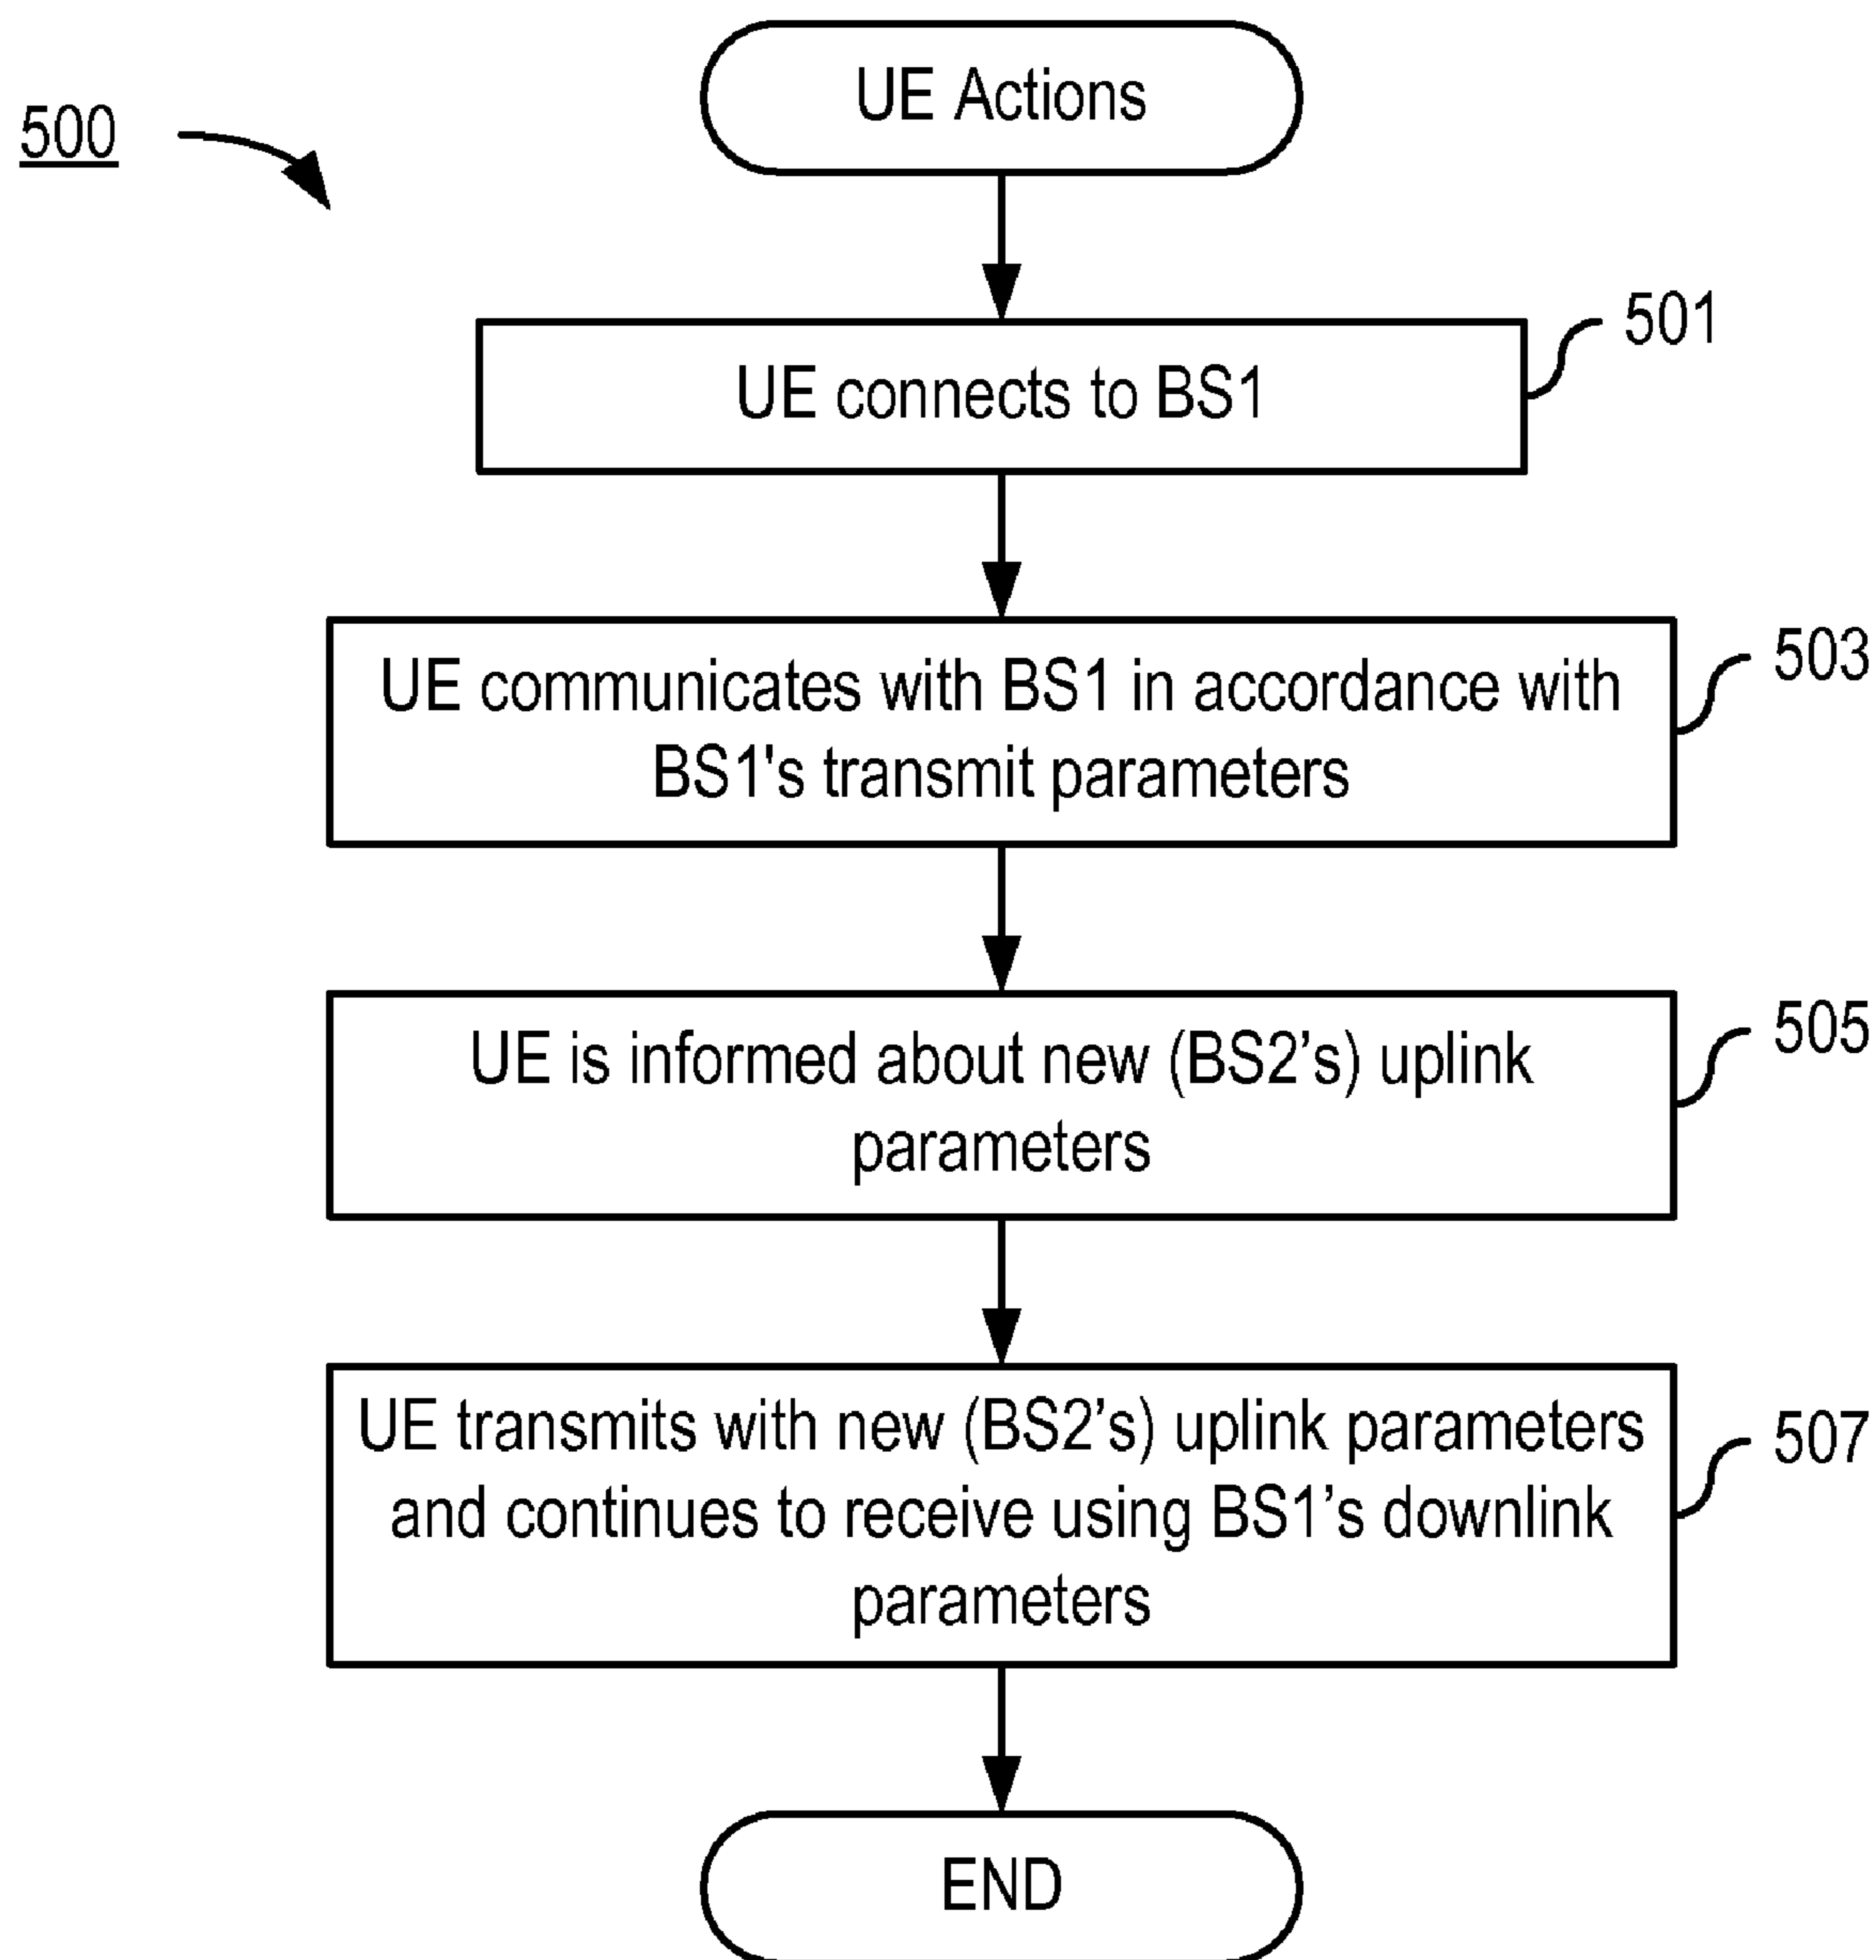 UE Actions
500
501
UE connects to BS1
503
UE communicates with BS1 in accordance with
BS1's transmit parameters
505
UE is informed about new (BS2’s) uplink
parameters
507
UE transmits with new (BS2’s) uplink parameters
and continues to receive using BS1’s downlink
parameters
END